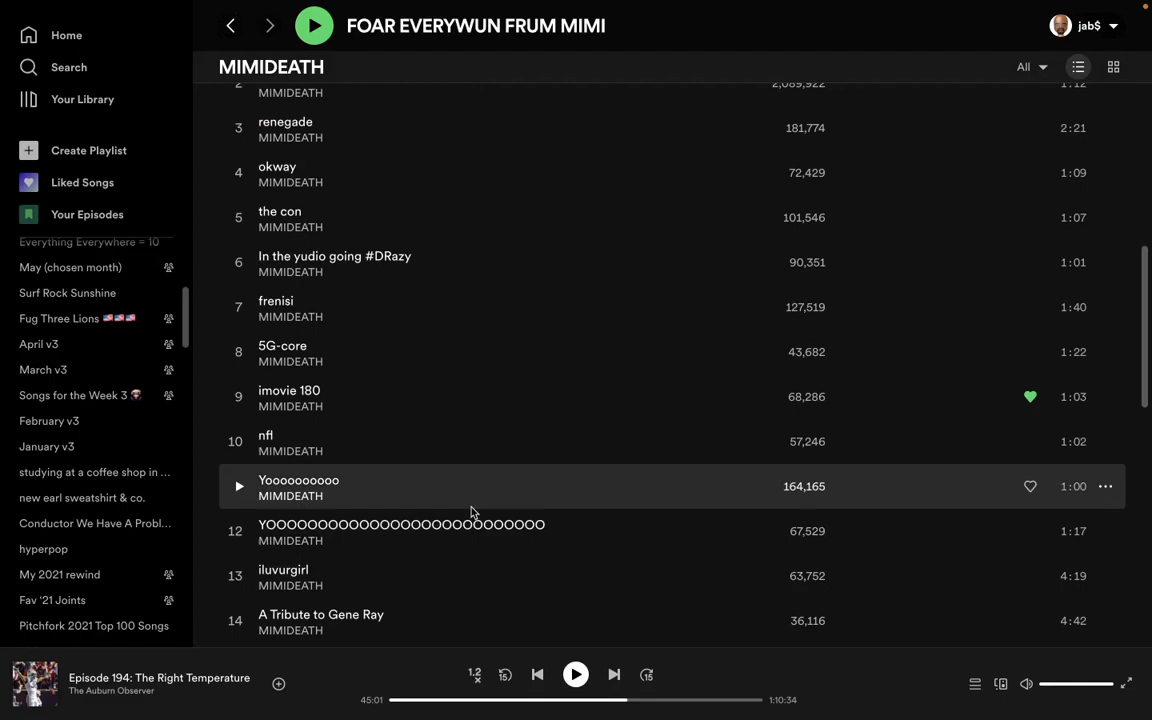 Home
Search
Your Library
Create Playlist
Liked Songs
Your Episodes
Everything Everywhere = 10
May (chosen month)
Surf Rock Sunshine
Fug Three Lions 🇺🇸🇺🇸🇺🇸
April v3
March v3
Songs for the Week 3
February v3
January v3
studying at a coffee shop in ...
new earl sweatshirt & co.
Conductor We Have A Probl...
hyperpop
My 2021 rewind
Fav '21 Joints
Pitchfork 2021 Top 100 Songs
FOAR EVERYWUN FRUM MIMI
jab$
MIMIDEATH
All
2 2,089,922 1:12
MIMIDEATH
renegade
3 181,774 2:21
MIMIDEATH
okway
4 72,429 1:09
MIMIDEATH
the con
5 101,546 1:07
MIMIDEATH
In the yudio going #DRazy
6 90,351 1:01
MIMIDEATH
frenisi
7 127,519 1:40
MIMIDEATH
5G-core
8 43,682 1:22
MIMIDEATH
imovie 180
9 68,286 1:03
MIMIDEATH
nfl
10 57,246 1:02
MIMIDEATH
Yoooooooooo
164,165 1:00
MIMIDEATH
YOOOOOOOOOOOOOOOOOOOOOOOOOOO
12 67,529 1:17
MIMIDEATH
iluvurgirl
13 63,752 4:19
MIMIDEATH
A Tribute to Gene Ray
14 36,116 4:42
MIMIDEATH
Episode 194: The Right Temperature
The Auburn Observer
1.2x
15
15
45:01
1:10:34